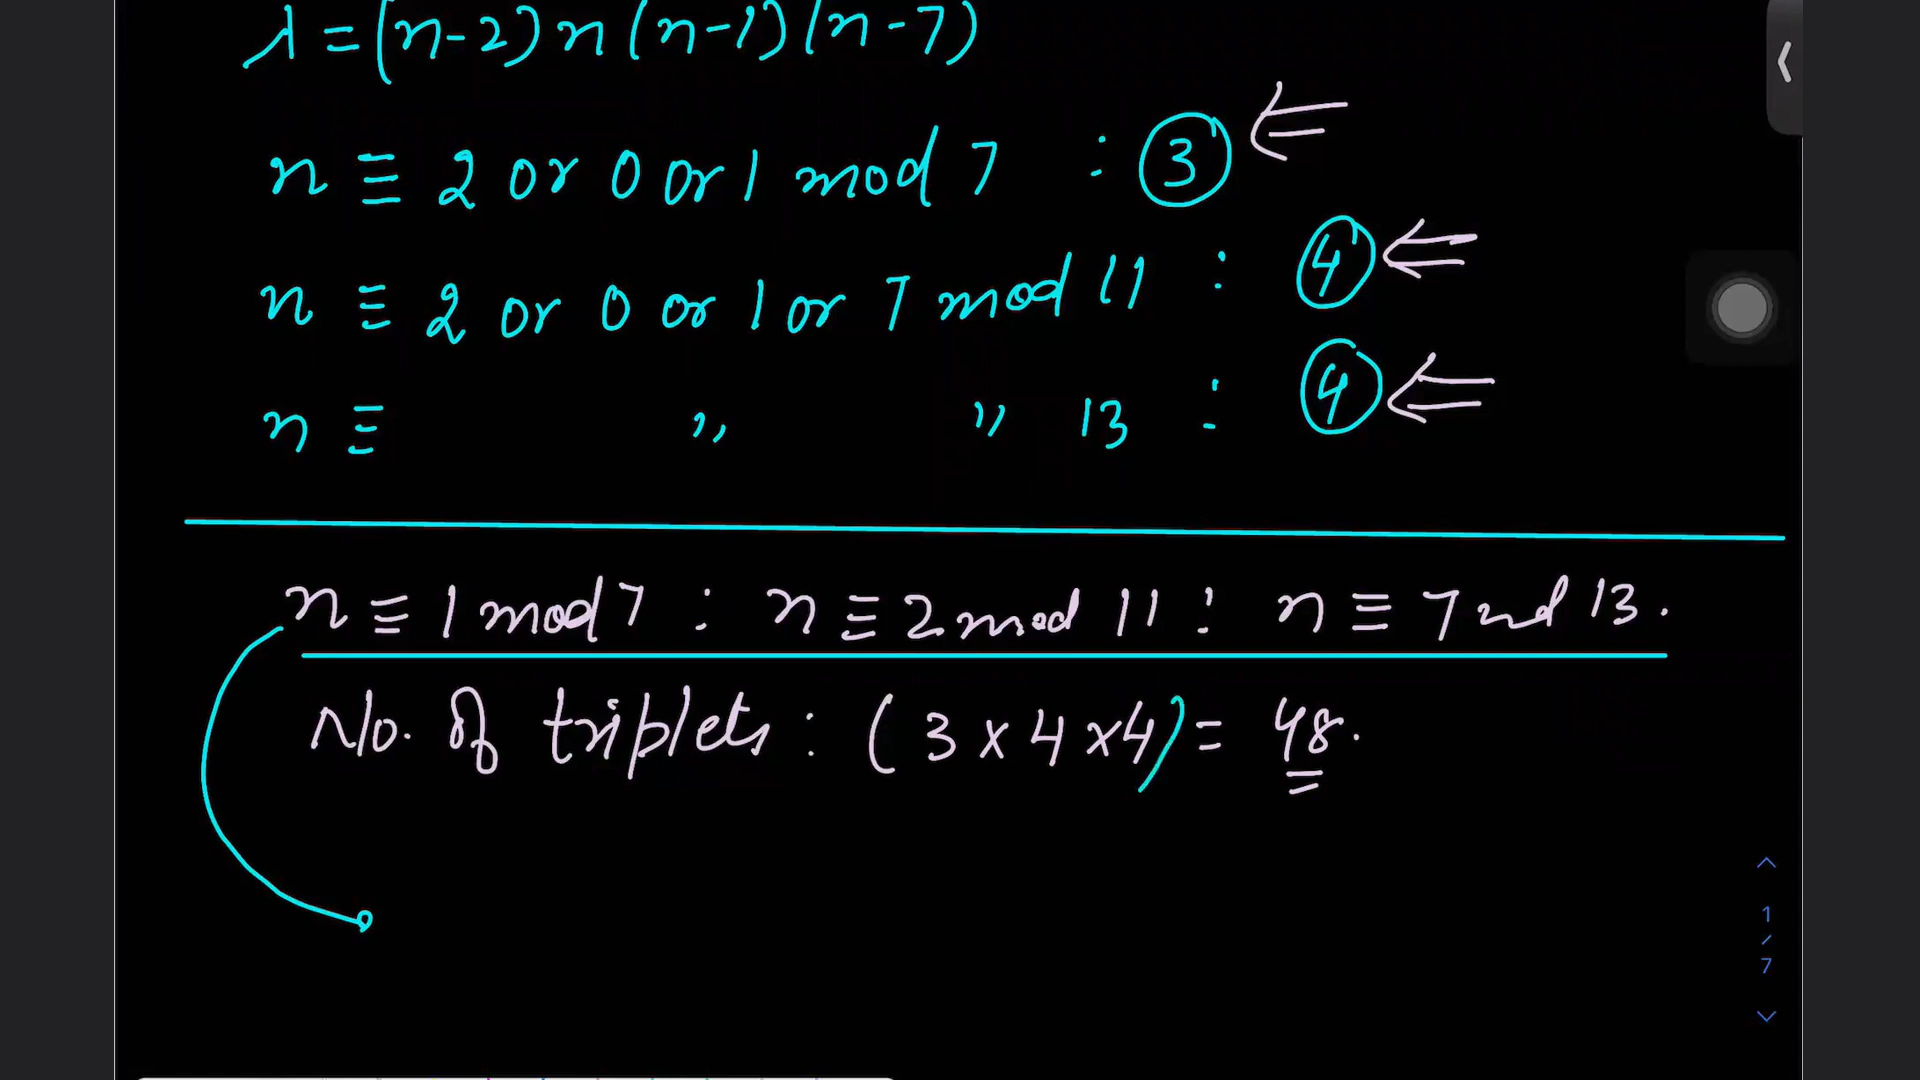 λ = (n-2) n (n-1) (n-7)
n ≡ 2 or 0 or 1 mod 7 : 3
n ≡ 2 or 0 or 1 or 7 mod 11 : 4
n ≡ " " 13 : 4
n ≡ 1 mod 7 : n ≡ 2 mod 11 : n ≡ 7 md 13.
No. of triplets : (3 x 4 x 4) = 48.
1
/
7